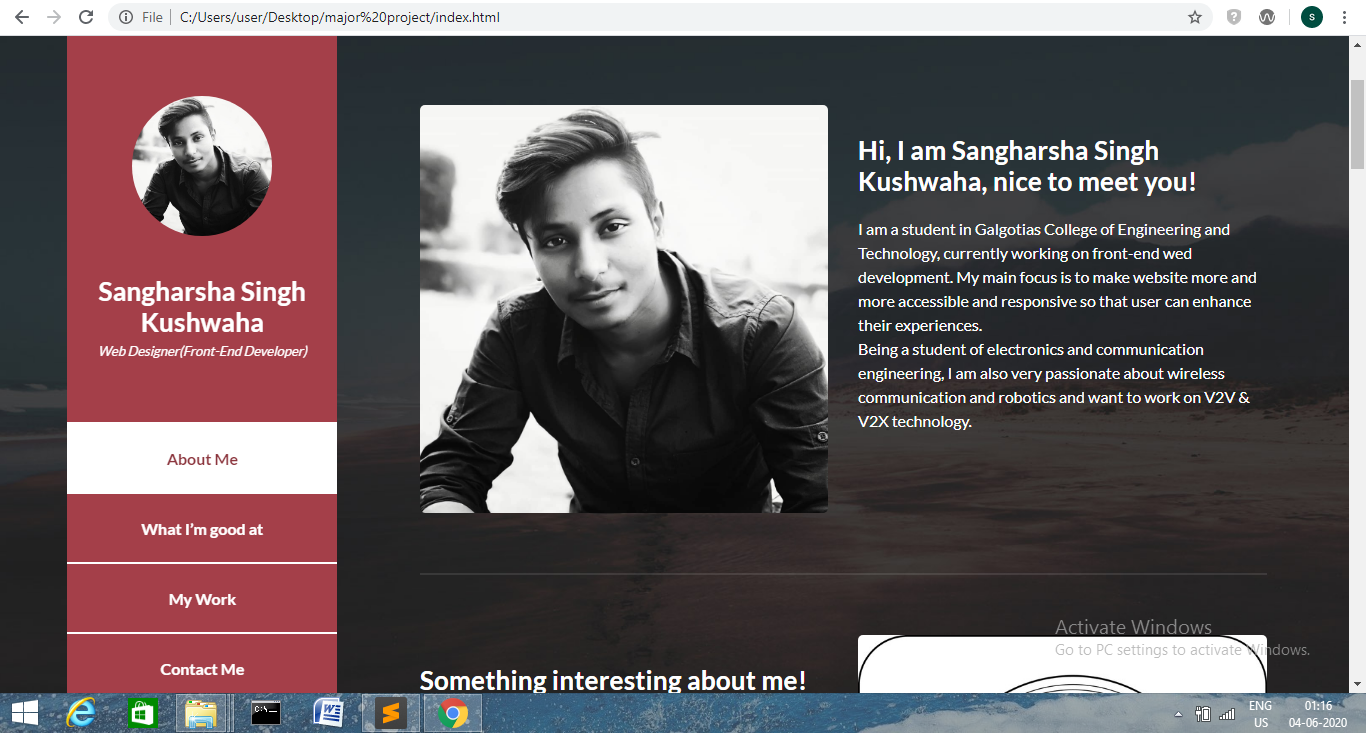 File
C:/Users/user/Desktop/major%20project/index.html
s
Sangharsha Singh
Kushwaha
Web Designer(Front-End Developer)
About Me
What I'm good at
My Work
Contact Me
Hi, I am Sangharsha Singh
Kushwaha, nice to meet you!
I am a student in Galgotias College of Engineering and
Technology, currently working on front-end wed
development. My main focus is to make website more and
more accessible and responsive so that user can enhance
their experiences.
Being a student of electronics and communication
engineering, I am also very passionate about wireless
communication and robotics and want to work on V2V &
V2X technology.
Something interesting about me!
Activate Windows
Go to PC settings to activate Windows.
ENG
US
01:16
04-06-2020